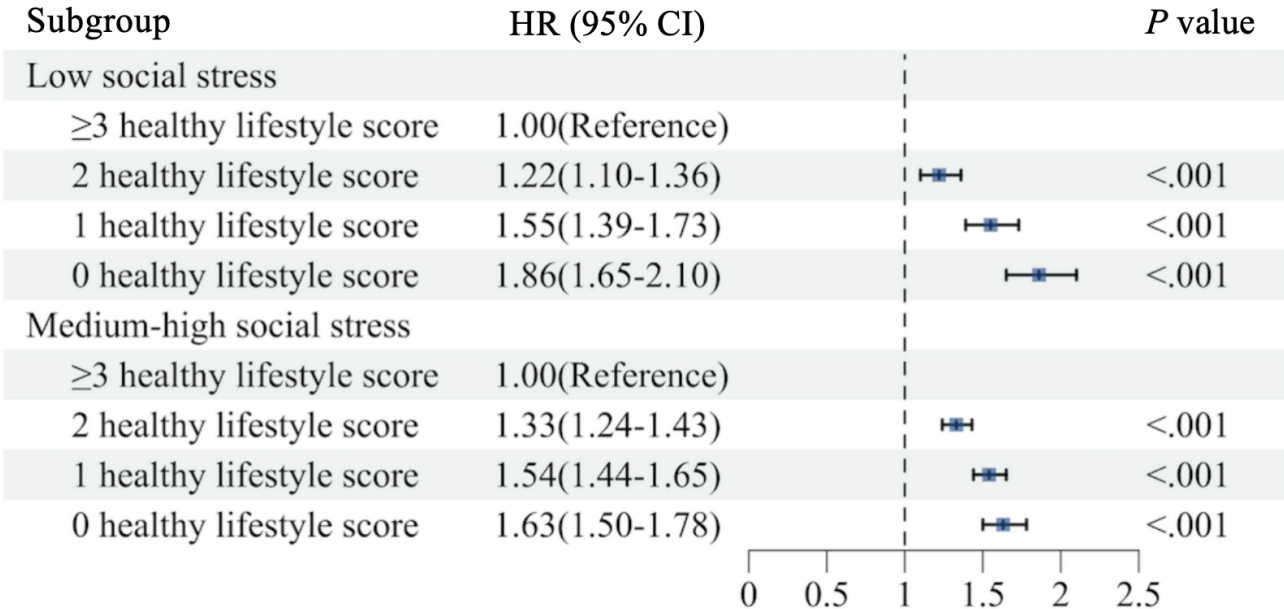 Subgroup HR (95% CI) P value
Low social stress
≥3 healthy lifestyle score 1.00(Reference)
2 healthy lifestyle score 1.22(1.10-1.36) <.001
1 healthy lifestyle score 1.55(1.39-1.73) <.001
0 healthy lifestyle score 1.86(1.65-2.10) <.001
Medium-high social stress
≥3 healthy lifestyle score 1.00(Reference)
2 healthy lifestyle score 1.33(1.24-1.43) <.001
1 healthy lifestyle score 1.54(1.44-1.65) <.001
0 healthy lifestyle score 1.63(1.50-1.78) <.001
0 0.5 1 1.5 2 2.5